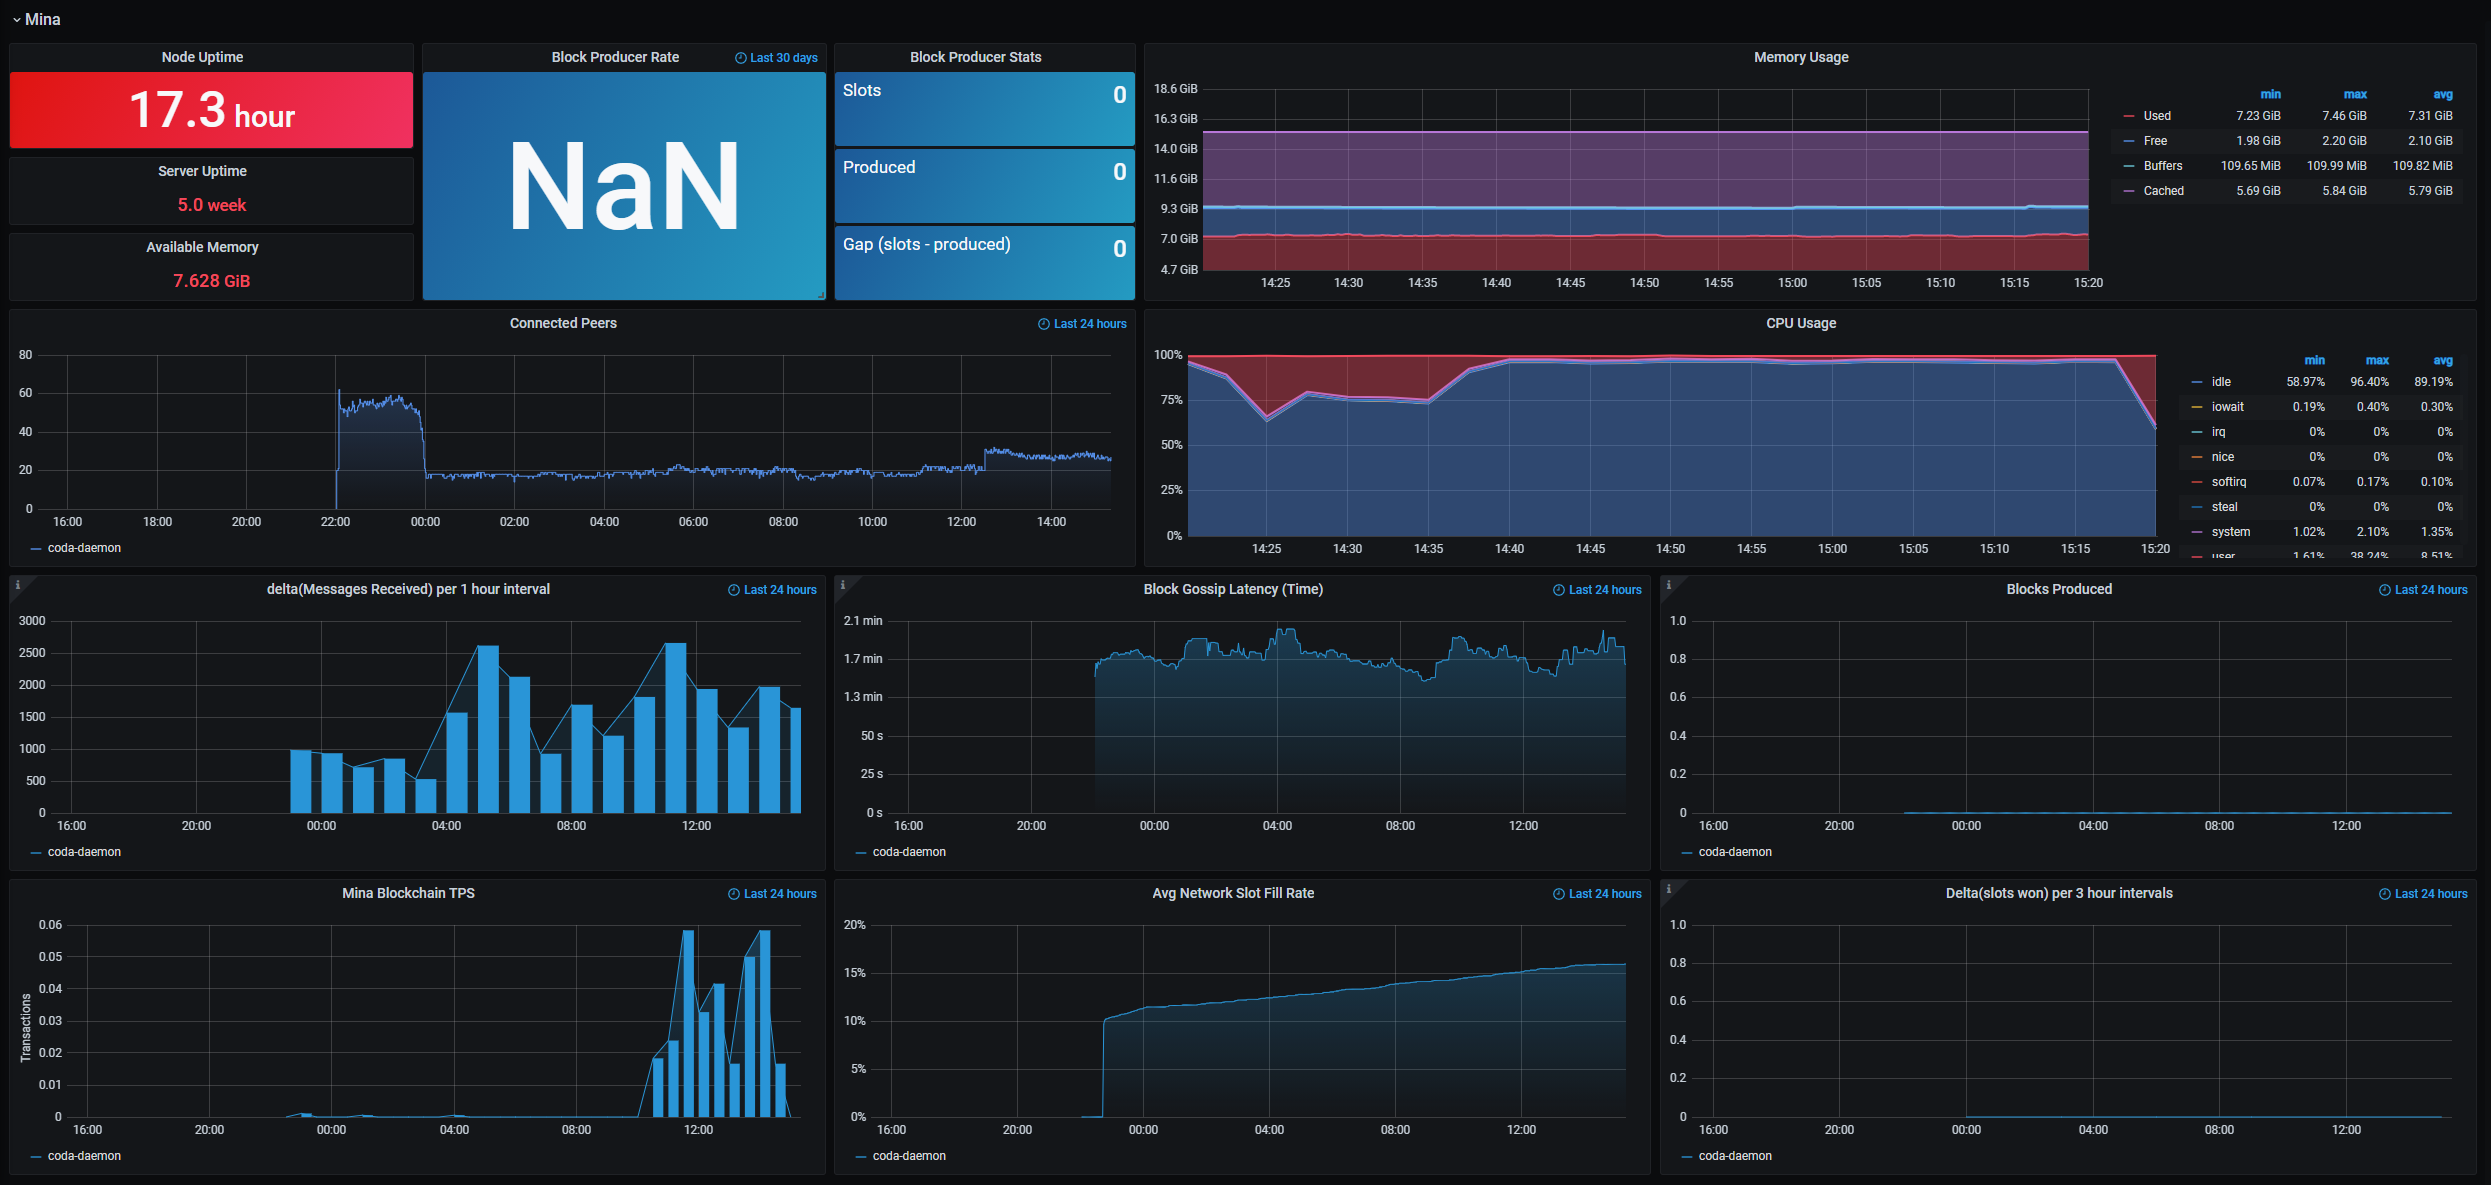 Mina
Node Uptime
17.3 hour
Server Uptime
5.0 week
Available Memory
7.628 GiB
Block Producer Rate
Last 30 days
NaN
Block Producer Stats
Slots 0
Produced 0
Gap (slots - produced) 0
Memory Usage
18.6 GiB
16.3 GiB
14.0 GiB
11.6 GiB
9.3 GiB
7.0 GiB
4.7 GiB
14:25 14:30 14:35 14:40 14:45 14:50 14:55 15:00 15:05 15:10 15:15 15:20
min max avg
Used 7.23 GiB 7.46 GiB 7.31 GiB
Free 1.98 GiB 2.20 GiB 2.10 GiB
Buffers 109.65 MiB 109.99 MiB 109.82 MiB
Cached 5.69 GiB 5.84 GiB 5.79 GiB
Connected Peers
Last 24 hours
80
60
40
20
0
16:00 18:00 20:00 22:00 00:00 02:00 04:00 06:00 08:00 10:00 12:00 14:00
coda-daemon
CPU Usage
100%
75%
50%
25%
0%
14:25 14:30 14:35 14:40 14:45 14:50 14:55 15:00 15:05 15:10 15:15 15:20
min max avg
idle 58.97% 96.40% 89.19%
iowait 0.19% 0.40% 0.30%
irq 0% 0% 0%
nice 0% 0% 0%
softirq 0.07% 0.17% 0.10%
steal 0% 0% 0%
system 1.02% 2.10% 1.35%
user 1.61% 38.24% 8.51%
i
delta(Messages Received) per 1 hour interval
Last 24 hours
3000
2500
2000
1500
1000
500
0
16:00 20:00 00:00 04:00 08:00 12:00
coda-daemon
i
Block Gossip Latency (Time)
Last 24 hours
2.1 min
1.7 min
1.3 min
50 s
25 s
0 s
16:00 20:00 00:00 04:00 08:00 12:00
coda-daemon
i
Blocks Produced
Last 24 hours
1.0
0.8
0.6
0.4
0.2
0
16:00 20:00 00:00 04:00 08:00 12:00
coda-daemon
Mina Blockchain TPS
Last 24 hours
Transactions
0.06
0.05
0.04
0.03
0.02
0.01
0
16:00 20:00 00:00 04:00 08:00 12:00
coda-daemon
Avg Network Slot Fill Rate
Last 24 hours
20%
15%
10%
5%
0%
16:00 20:00 00:00 04:00 08:00 12:00
coda-daemon
i
Delta(slots won) per 3 hour intervals
Last 24 hours
1.0
0.8
0.6
0.4
0.2
0
16:00 20:00 00:00 04:00 08:00 12:00
coda-daemon